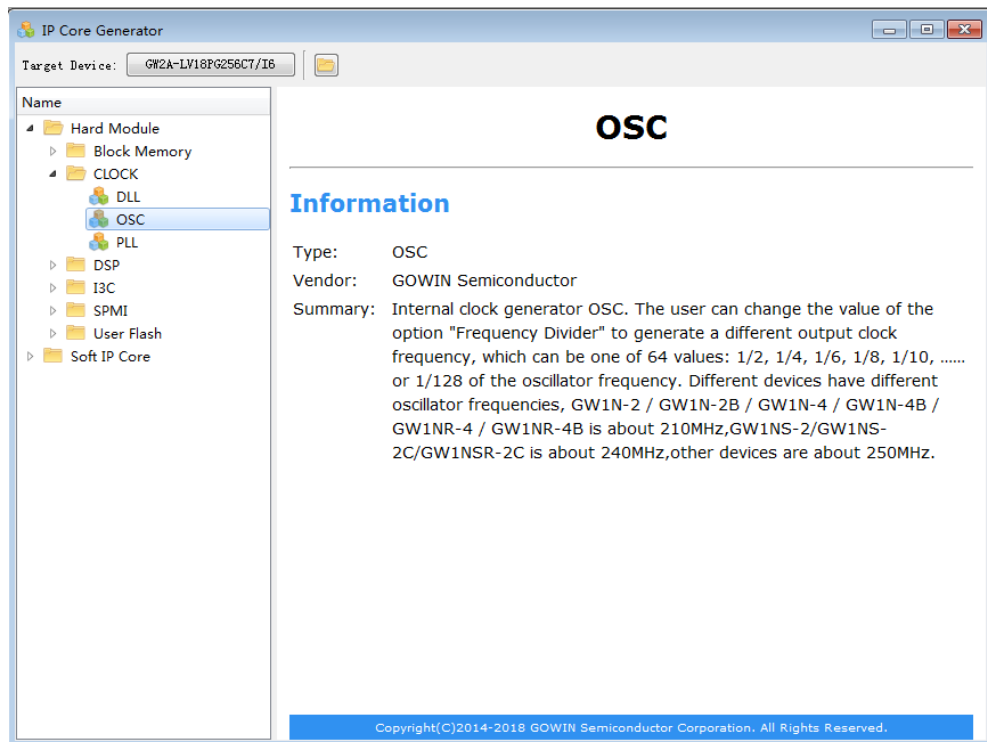 IP Core Generator
Target Device: GW2A-LV18PG256C7/I6
Name
Hard Module
Block Memory
CLOCK
DLL
OSC
PLL
DSP
I3C
SPMI
User Flash
Soft IP Core
OSC
Information
Type: OSC
Vendor: GOWIN Semiconductor
Summary: Internal clock generator OSC. The user can change the value of the
option "Frequency Divider" to generate a different output clock
frequency, which can be one of 64 values: 1/2, 1/4, 1/6, 1/8, 1/10, ......
or 1/128 of the oscillator frequency. Different devices have different
oscillator frequencies, GW1N-2 / GW1N-2B / GW1N-4 / GW1N-4B /
GW1NR-4 / GW1NR-4B is about 210MHz,GW1NS-2/GW1NS-
2C/GW1NSR-2C is about 240MHz,other devices are about 250MHz.
Copyright(C)2014-2018 GOWIN Semiconductor Corporation. All Rights Reserved.